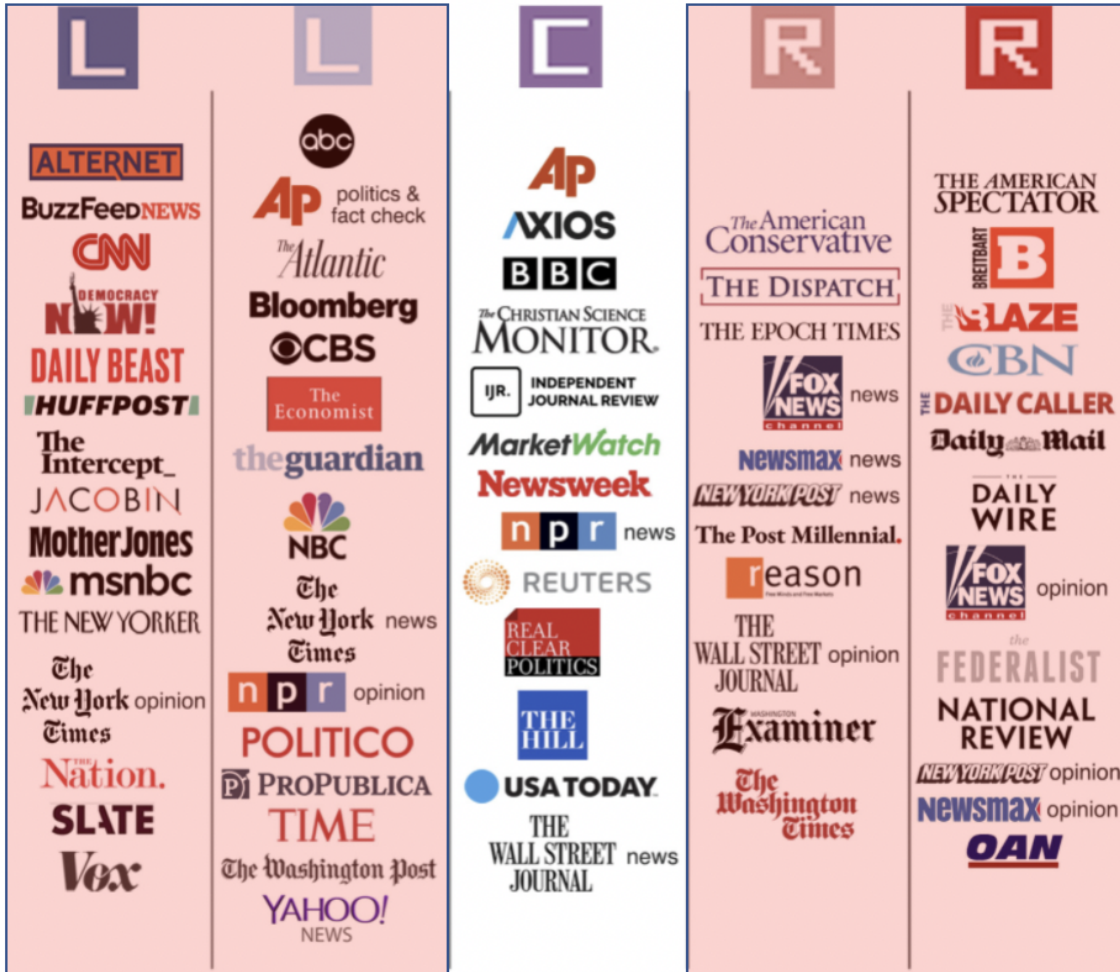 L
ALTERNET
BuzzFeedNEWS
CNN
DEMOCRACY
NOW!
DAILY BEAST
HUFFPOST
The
Intercept_
JACOBIN
Mother Jones
msnbc
THE NEW YORKER
The
New York opinion
Times
THE
Nation.
SLATE
Vox
L
abc
AP politics &
fact check
The
Atlantic
Bloomberg
CBS
The
Economist
theguardian
NBC
The
New York news
Times
npr opinion
POLITICO
P PROPUBLICA
TIME
The Washington Post
YAHOO!
NEWS
C
AP
AXIOS
BBC
The CHRISTIAN SCIENCE
MONITOR
IJR. INDEPENDENT
JOURNAL REVIEW
MarketWatch
Newsweek
npr news
REUTERS
REAL
CLEAR
POLITICS
THE
HILL
USA TODAY
THE
WALL STREET news
JOURNAL
R
The American
Conservative
THE DISPATCH
THE EPOCH TIMES
FOX
NEWS news
channel
Newsmax news
NEW YORK POST news
The Post Millennial.
reason
Free Minds and Free Markets
THE
WALL STREET opinion
JOURNAL
WASHINGTON
Examiner
The
Washington
Times
R
THE AMERICAN
SPECTATOR
BREITBART B
THE BLAZE
CBN
THE DAILY CALLER
Daily Mail
THE
DAILY
WIRE
FOX
NEWS opinion
channel
the
FEDERALIST
NATIONAL
REVIEW
NEW YORK POST opinion
Newsmax opinion
OAN